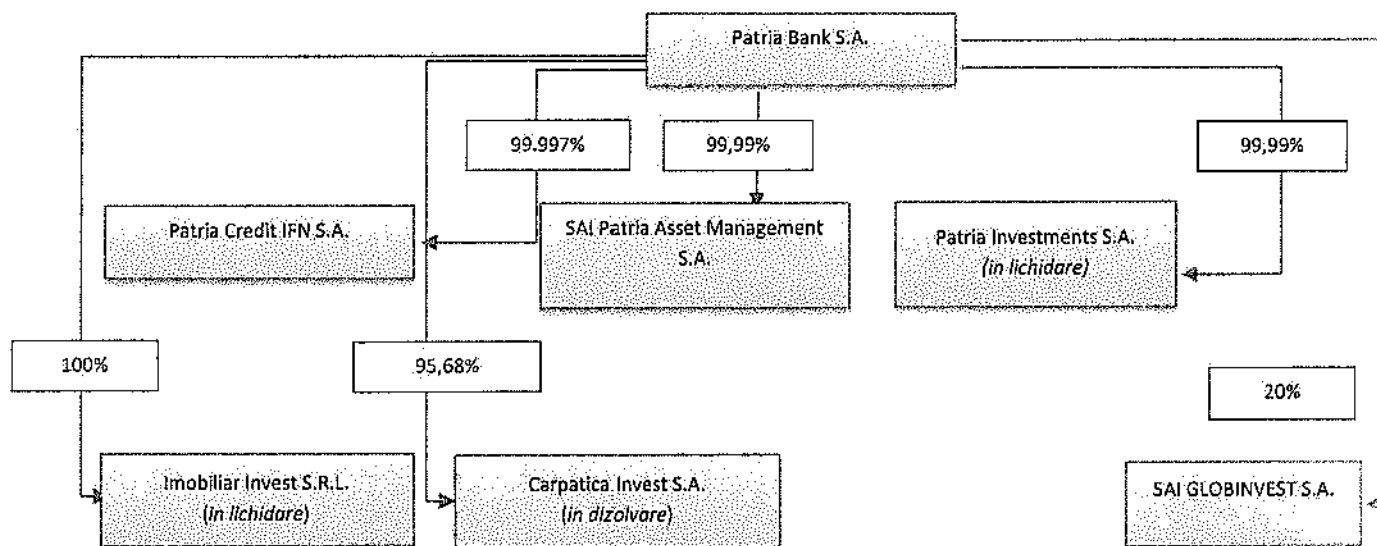 Patria Bank S.A.
99.997%
99,99%
99,99%
Patria Credit IFN S.A.
SAI Patria Asset Management
S.A.
Patria Investments S.A.
(in lichidare)
100%
95,68%
20%
Imobiliar Invest S.R.L.
(in lichidare)
Carpatica Invest S.A.
(in dizolvare)
SAI GLOBINVEST S.A.